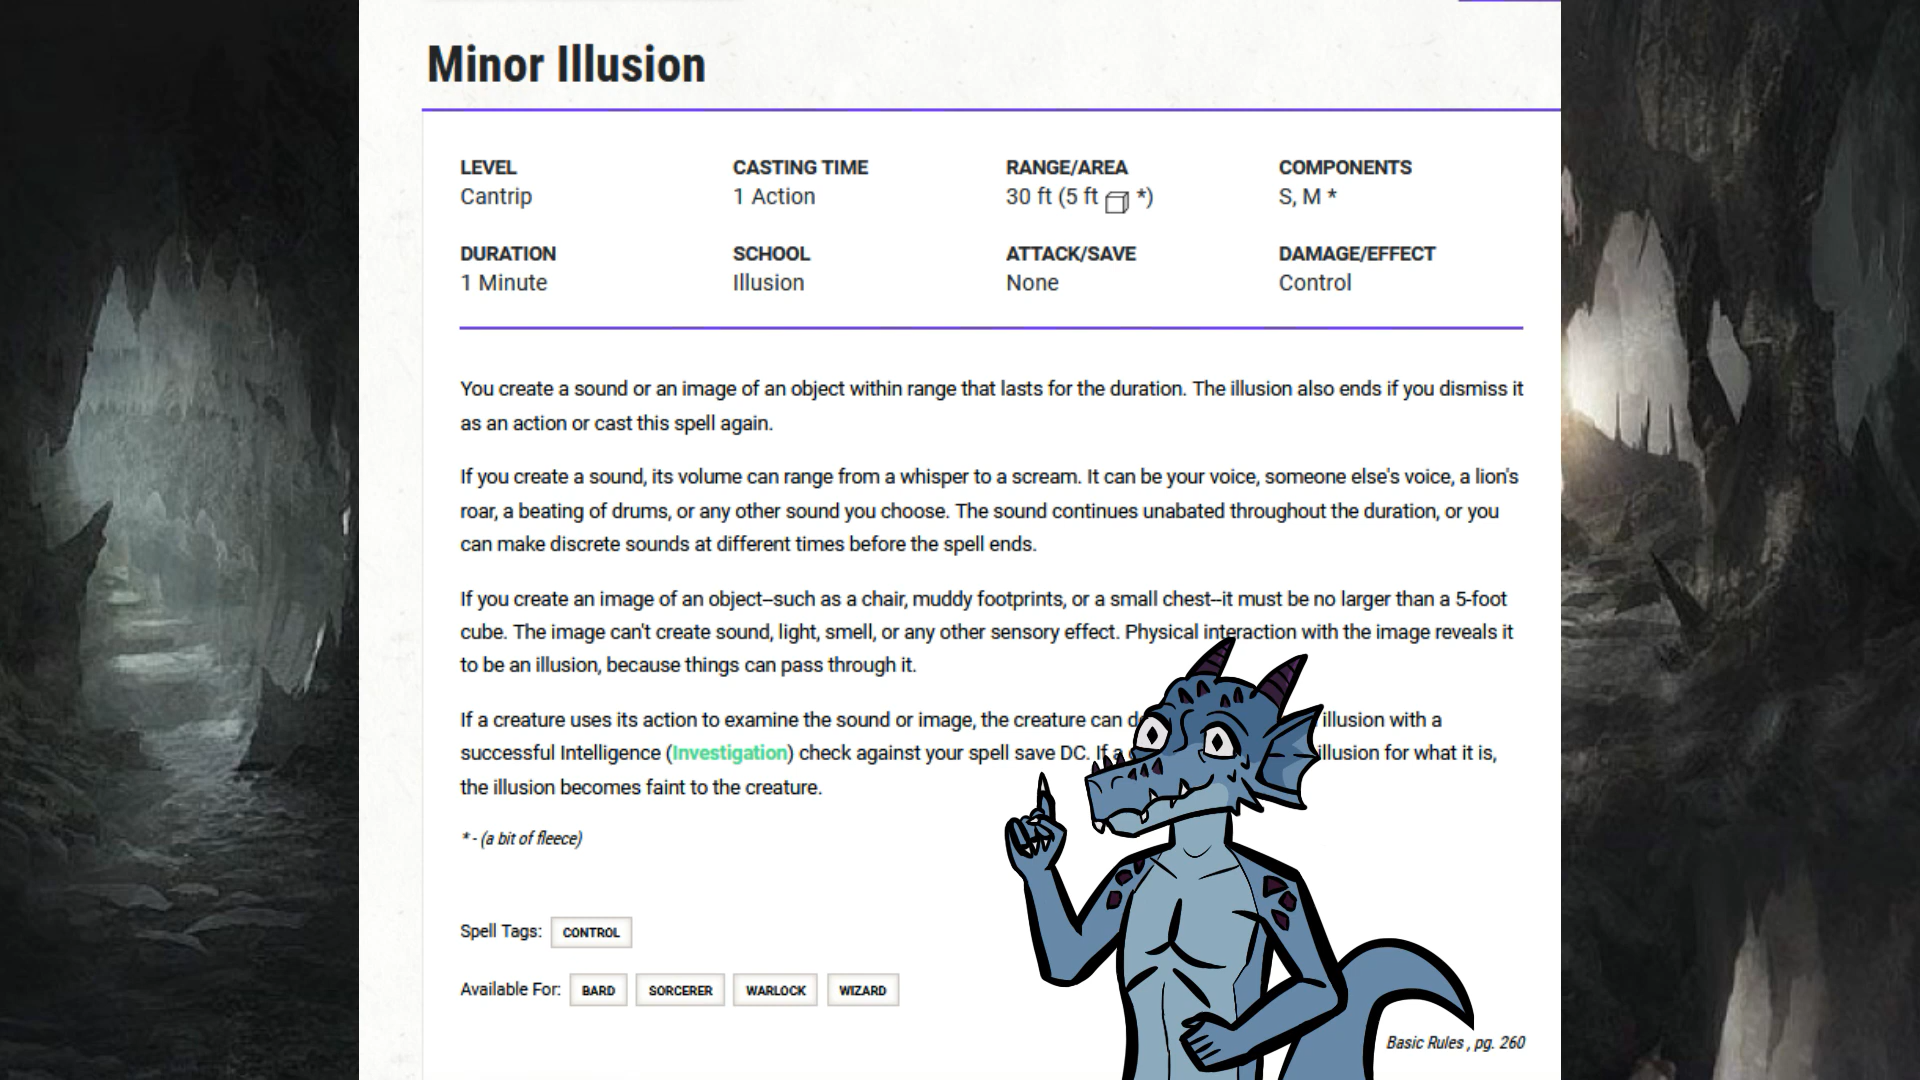 Minor Illusion
LEVEL CASTING TIME RANGE/AREA COMPONENTS
Cantrip 1 Action 30 ft (5 ft *) S, M *
DURATION SCHOOL ATTACK/SAVE DAMAGE/EFFECT
1 Minute Illusion None Control
You create a sound or an image of an object within range that lasts for the duration. The illusion also ends if you dismiss it
as an action or cast this spell again.
If you create a sound, its volume can range from a whisper to a scream. It can be your voice, someone else's voice, a lion's
roar, a beating of drums, or any other sound you choose. The sound continues unabated throughout the duration, or you
can make discrete sounds at different times before the spell ends.
If you create an image of an object–such as a chair, muddy footprints, or a small chest–it must be no larger than a 5-foot
cube. The image can't create sound, light, smell, or any other sensory effect. Physical interaction with the image reveals it
to be an illusion, because things can pass through it.
If a creature uses its action to examine the sound or image, the creature can illusion with a
successful Intelligence (Investigation) check against your spell save DC. If a illusion for what it is,
the illusion becomes faint to the creature.
* - (a bit of fleece)
Spell Tags: CONTROL
Available For: BARD SORCERER WARLOCK WIZARD
Basic Rules , pg. 260